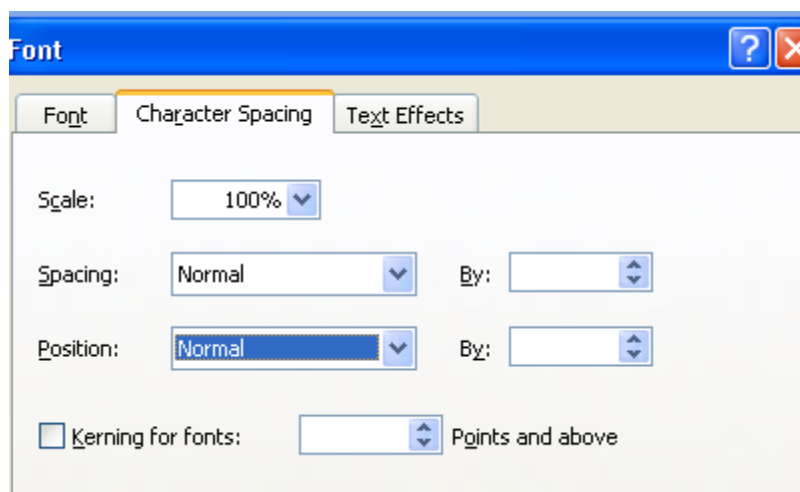 Font
Font Character Spacing Text Effects
Scale: 100%
Spacing: Normal By:
Position: Normal By:
Kerning for fonts: Points and above